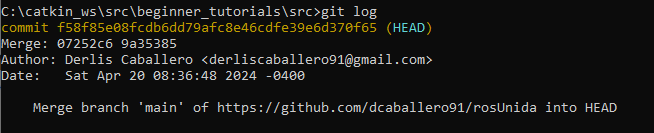 C:\catkin_ws\src\beginner_tutorials\src>git log
commit f58f85e08fcdb6dd79afc8e46cdfe39e6d370f65 (HEAD)
Merge: 07252c6 9a35385
Author: Derlis Caballero <derliscaballero91@gmail.com>
Date:   Sat Apr 20 08:36:48 2024 -0400
    Merge branch 'main' of https://github.com/dcaballero91/rosUnida into HEAD